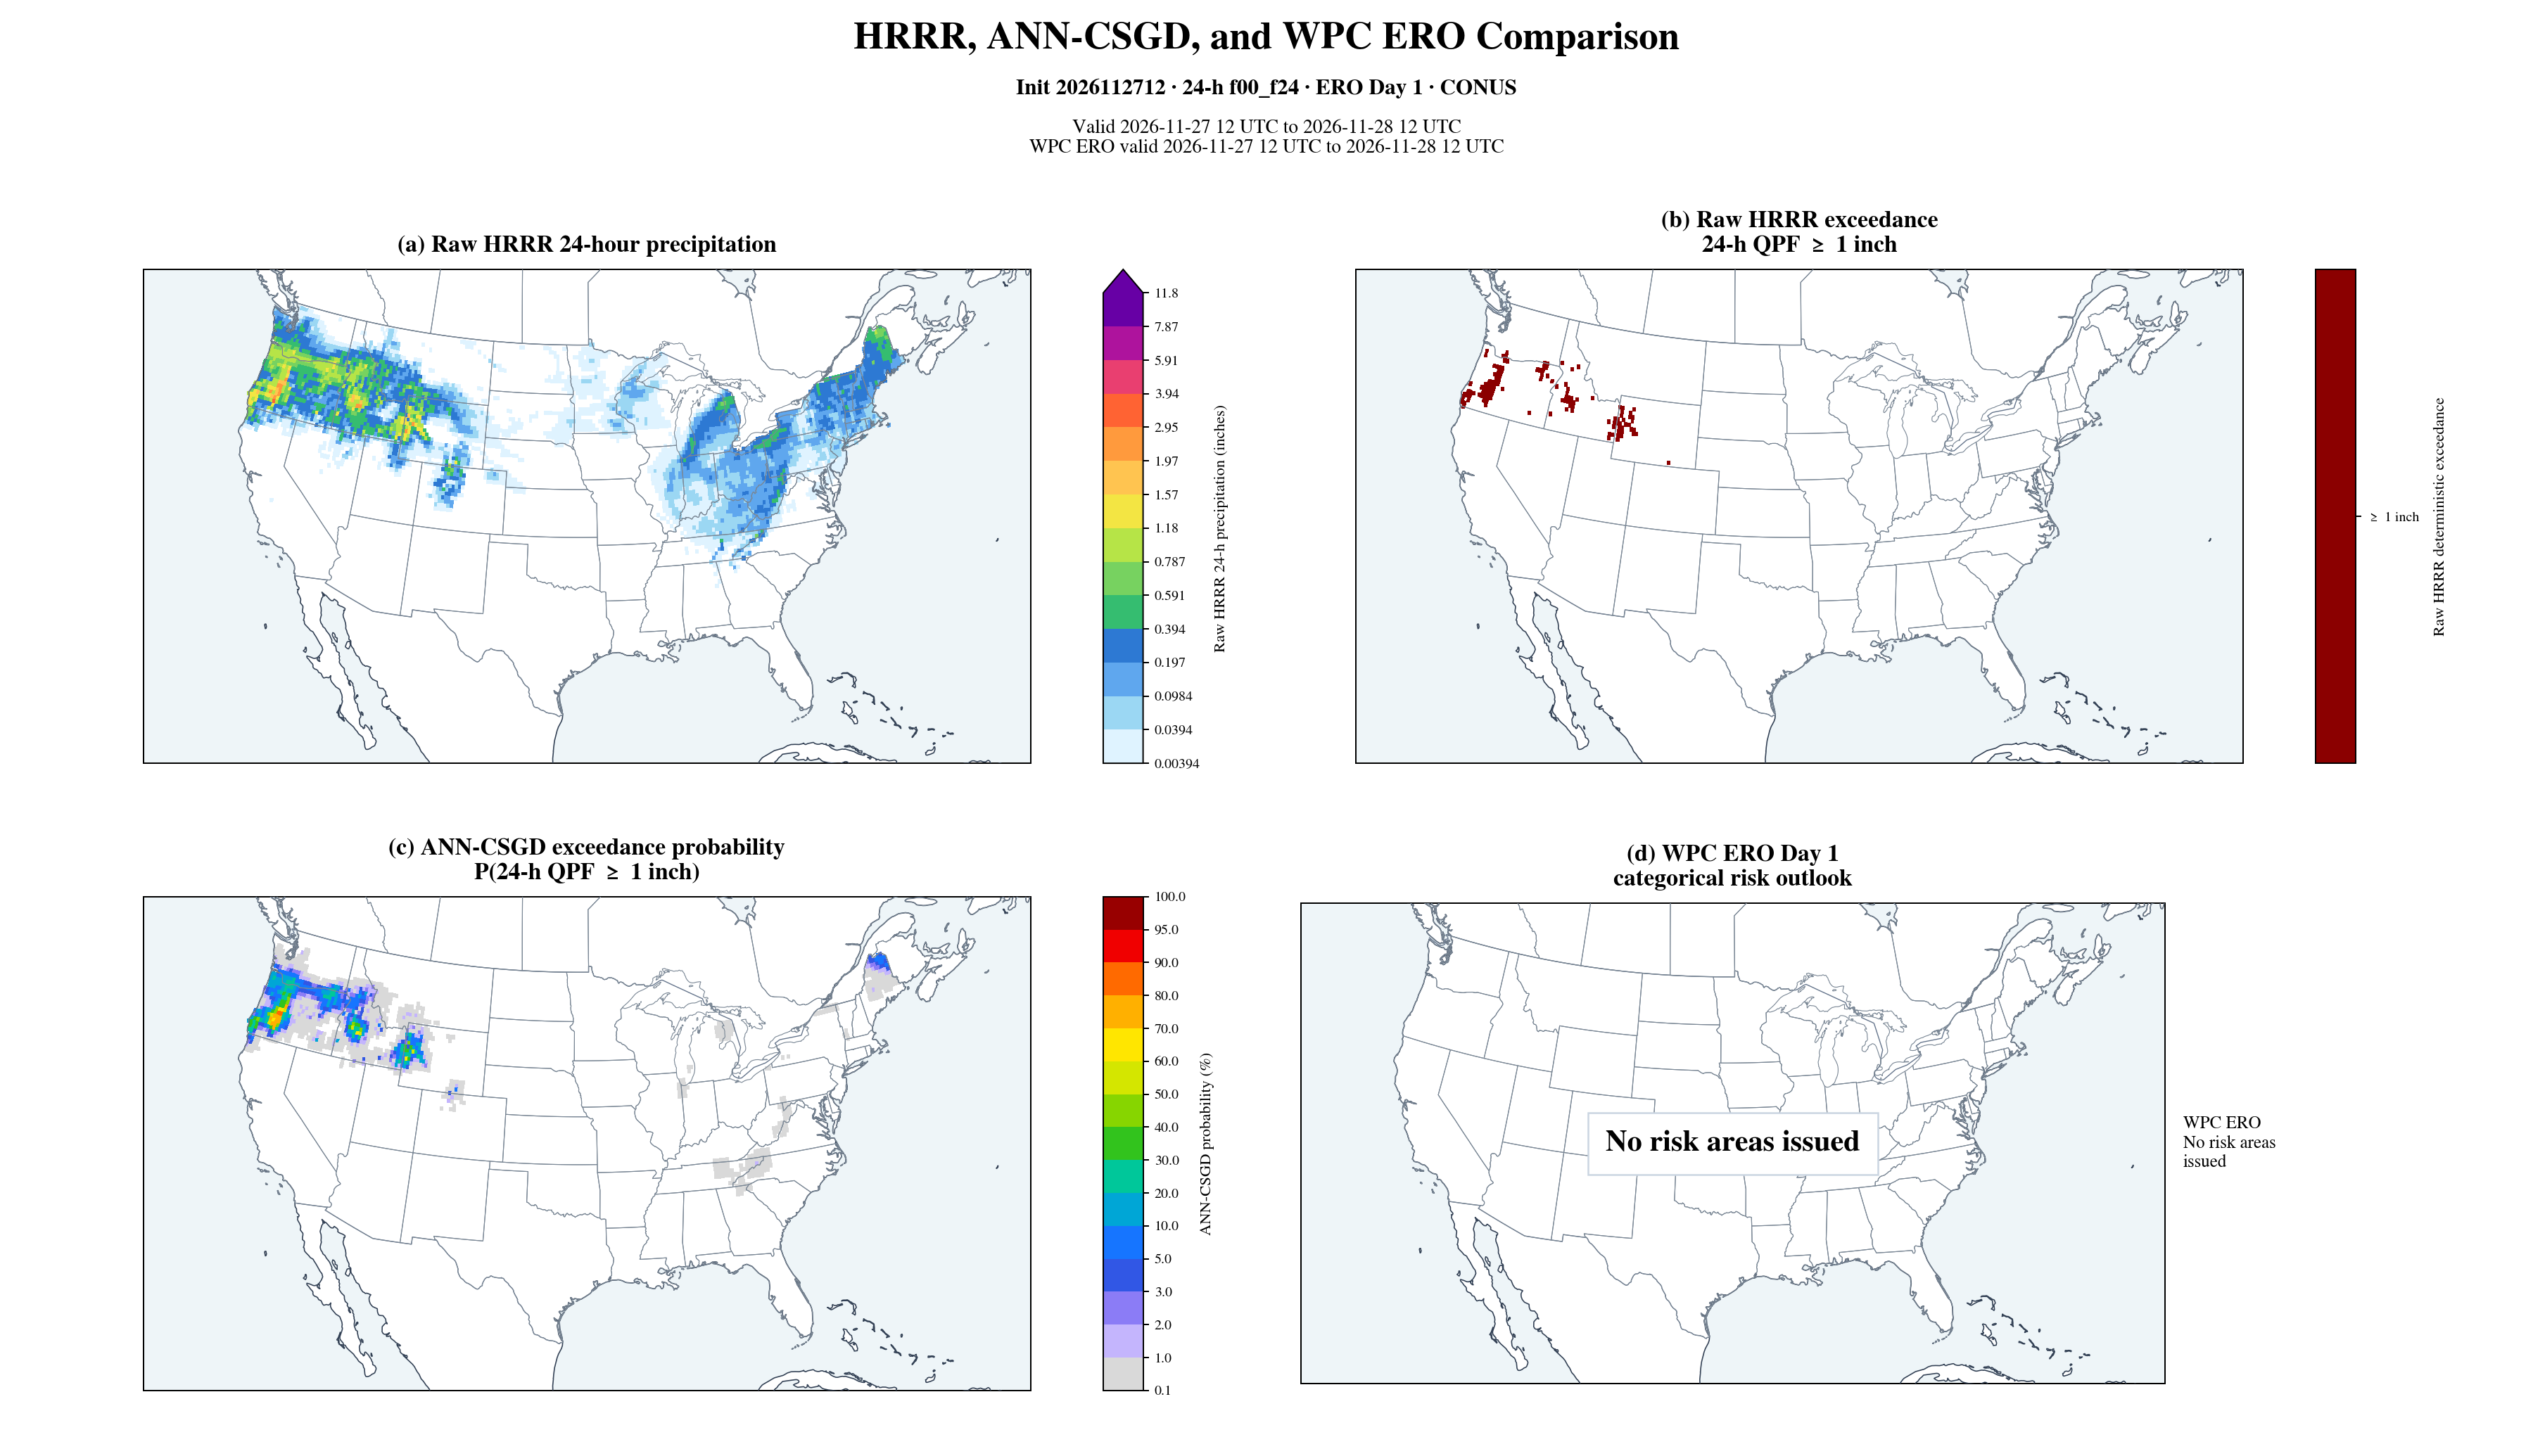 HRRR, ANN-CSGD, and WPC ERO Comparison
Init 2026112712 · 24-h f00_f24 · ERO Day 1 · CONUS
Valid 2026-11-27 12 UTC to 2026-11-28 12 UTC
WPC ERO valid 2026-11-27 12 UTC to 2026-11-28 12 UTC
(a) Raw HRRR 24-hour precipitation
11.8
7.87
5.91
3.94
2.95
1.97
1.57
1.18
0.787
0.591
0.394
0.197
0.0984
0.0394
0.00394
Raw HRRR 24-h precipitation (inches)
(b) Raw HRRR exceedance
24-h QPF ≥ 1 inch
≥ 1 inch
Raw HRRR deterministic exceedance
(c) ANN-CSGD exceedance probability
P(24-h QPF ≥ 1 inch)
100.0
95.0
90.0
80.0
70.0
60.0
50.0
40.0
30.0
20.0
10.0
5.0
3.0
2.0
1.0
0.1
ANN-CSGD probability (%)
(d) WPC ERO Day 1
categorical risk outlook
No risk areas issued
WPC ERO
No risk areas
issued